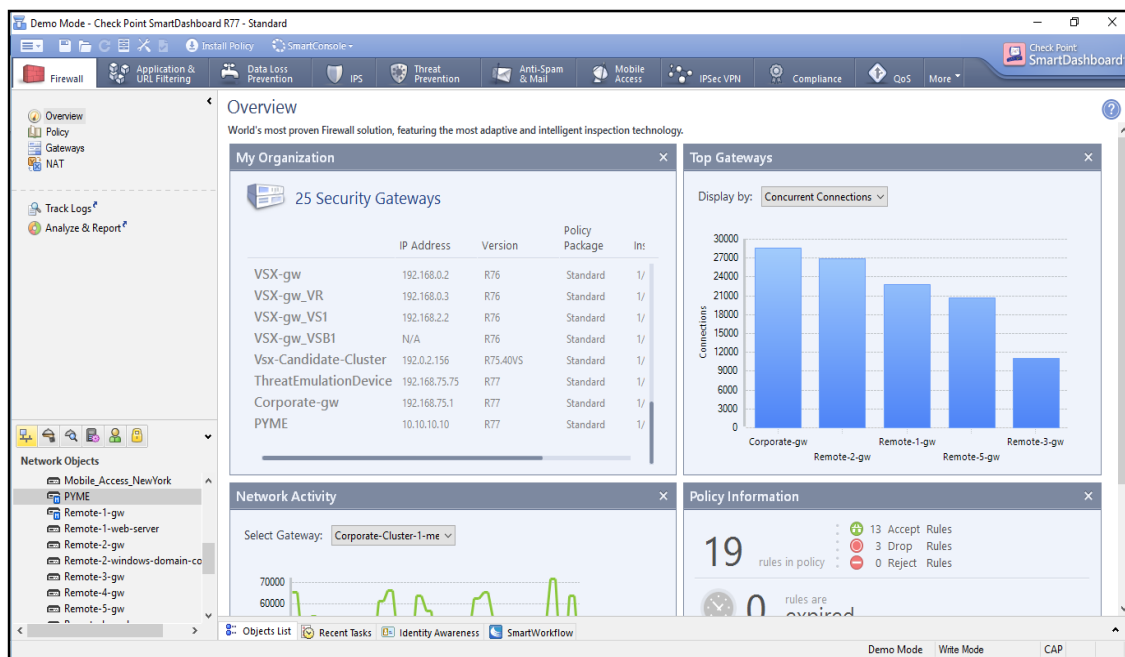 Demo Mode - Check Point SmartDashboard R77 - Standard
Install Policy SmartConsole
Check Point
SmartDashboard
Firewall
Application &
URL Filtering
Data Loss
Prevention
IPS
Threat
Prevention
Anti-Spam
& Mail
Mobile
Access
IPSec VPN
Compliance
QoS
More
Overview
Policy
Gateways
NAT
Track Logs
Analyze & Report
Overview
World's most proven Firewall solution, featuring the most adaptive and intelligent inspection technology.
My Organization
25 Security Gateways
IP Address Version Policy Package Ins
VSX-gw 192.168.0.2 R76 Standard 1/
VSX-gw_VR 192.168.0.3 R76 Standard 1/
VSX-gw_VS1 192.168.2.2 R76 Standard 1/
VSX-gw_VSB1 N/A R76 Standard 1/
Vsx-Candidate-Cluster 192.0.2.156 R75.40VS Standard 1/
ThreatEmulationDevice 192.168.75.75 R77 Standard 1/
Corporate-gw 192.168.75.1 R77 Standard 1/
PYME 10.10.10.10 R77 Standard 1/
Top Gateways
Display by: Concurrent Connections
Connections
30000
27000
24000
21000
18000
15000
12000
9000
6000
3000
0
Corporate-gw Remote-1-gw Remote-3-gw
Remote-2-gw Remote-5-gw
Network Activity
Select Gateway: Corporate-Cluster-1-me
70000
60000
Policy Information
19 rules in policy
13 Accept Rules
3 Drop Rules
0 Reject Rules
0 rules are
expired
Network Objects
Mobile_Access_NewYork
PYME
Remote-1-gw
Remote-1-web-server
Remote-2-gw
Remote-2-windows-domain-co
Remote-3-gw
Remote-4-gw
Remote-5-gw
Objects List Recent Tasks Identity Awareness SmartWorkflow
Demo Mode Write Mode CAP